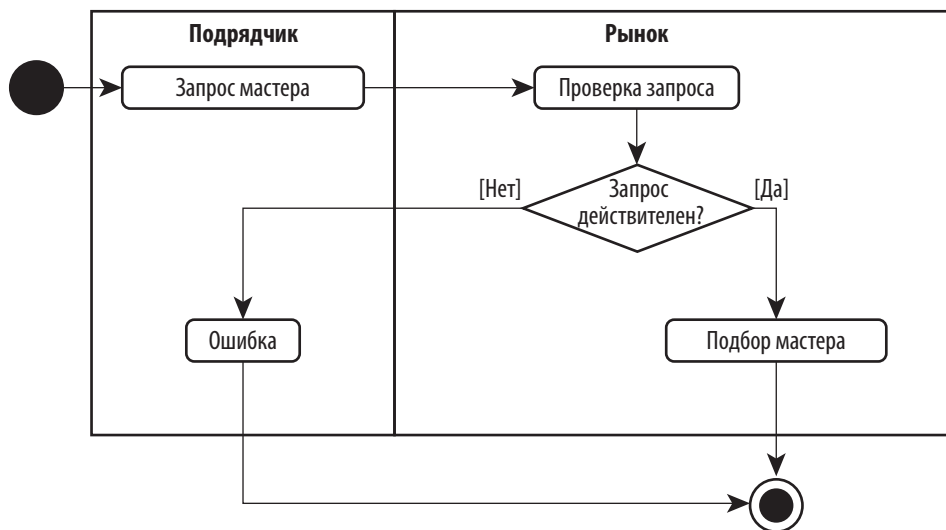 Подрядчик
Рынок
Запрос мастера
Проверка запроса
[Нет]
Запрос
действителен?
[Да]
Ошибка
Подбор мастера